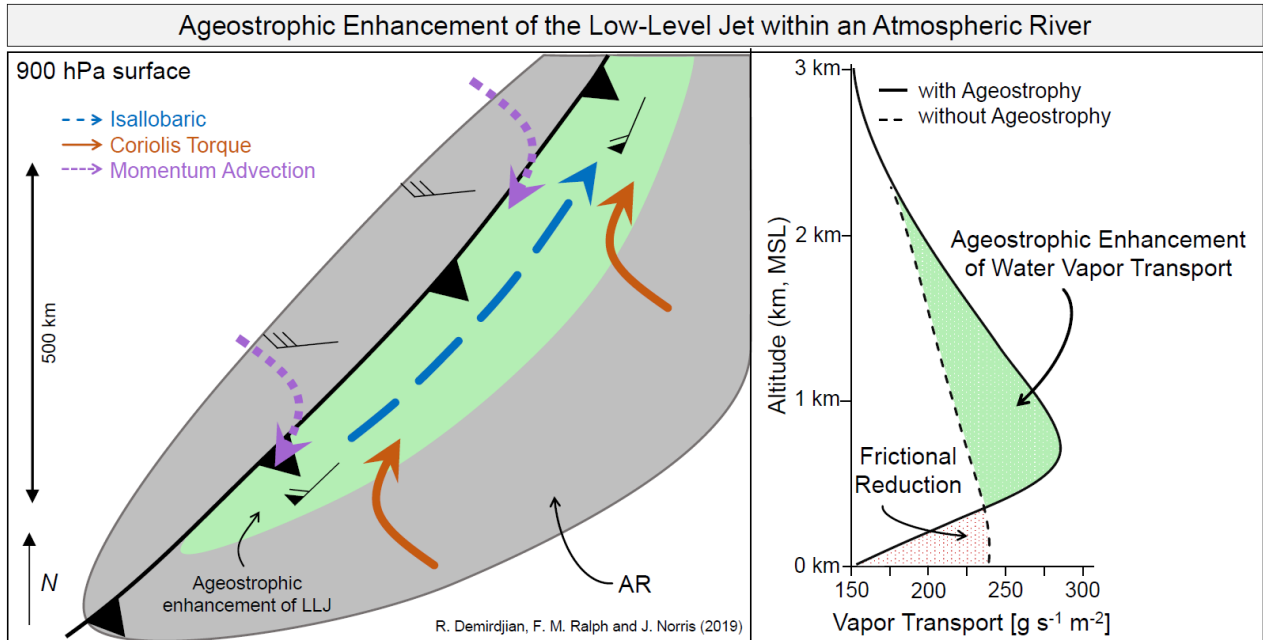 Ageostrophic Enhancement of the Low-Level Jet within an Atmospheric River
900 hPa surface
Isallobaric
Coriolis Torque
Momentum Advection
500 km
N
Ageostrophic
enhancement of LLJ
AR
R. Demirdjian, F. M. Ralph and J. Norris (2019)
3 km
with Ageostrophy
without Ageostrophy
2 km
Ageostrophic Enhancement
of Water Vapor Transport
Altitude (km, MSL)
1 km
Frictional
Reduction
0 km
150 200 250 300
Vapor Transport [g s⁻¹ m⁻²]